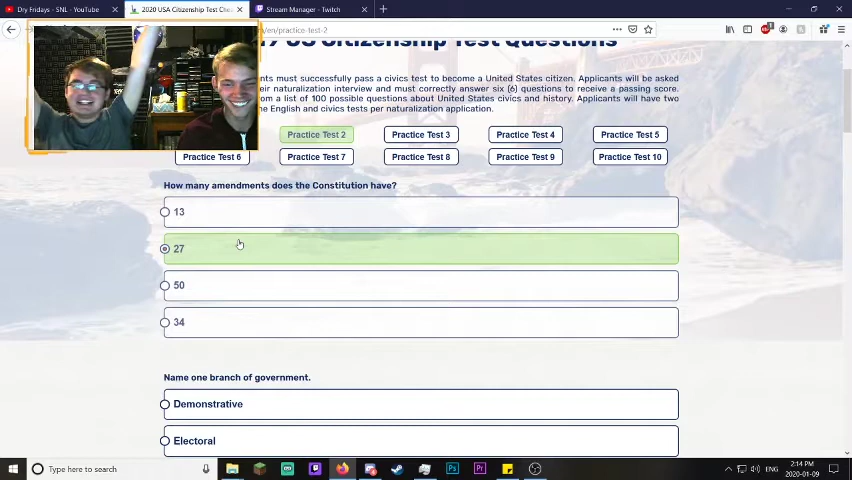 Dry Fridays - SNL - YouTube
2020 USA Citizenship Test Che
Stream Manager - Twitch
/en/practice-test-2
US Citizenship Test Questions
nts must successfully pass a civics test to become a United States citizen. Applicants will be asked
eir naturalization interview and must correctly answer six (6) questions to receive a passing score.
om a list of 100 possible questions about United States civics and history. Applicants will have two
he English and civics tests per naturalization application.
Practice Test 2
Practice Test 3
Practice Test 4
Practice Test 5
Practice Test 6
Practice Test 7
Practice Test 8
Practice Test 9
Practice Test 10
How many amendments does the Constitution have?
13
27
50
34
Name one branch of government.
Demonstrative
Electoral
Type here to search
ENG
2:14 PM
2020-01-09